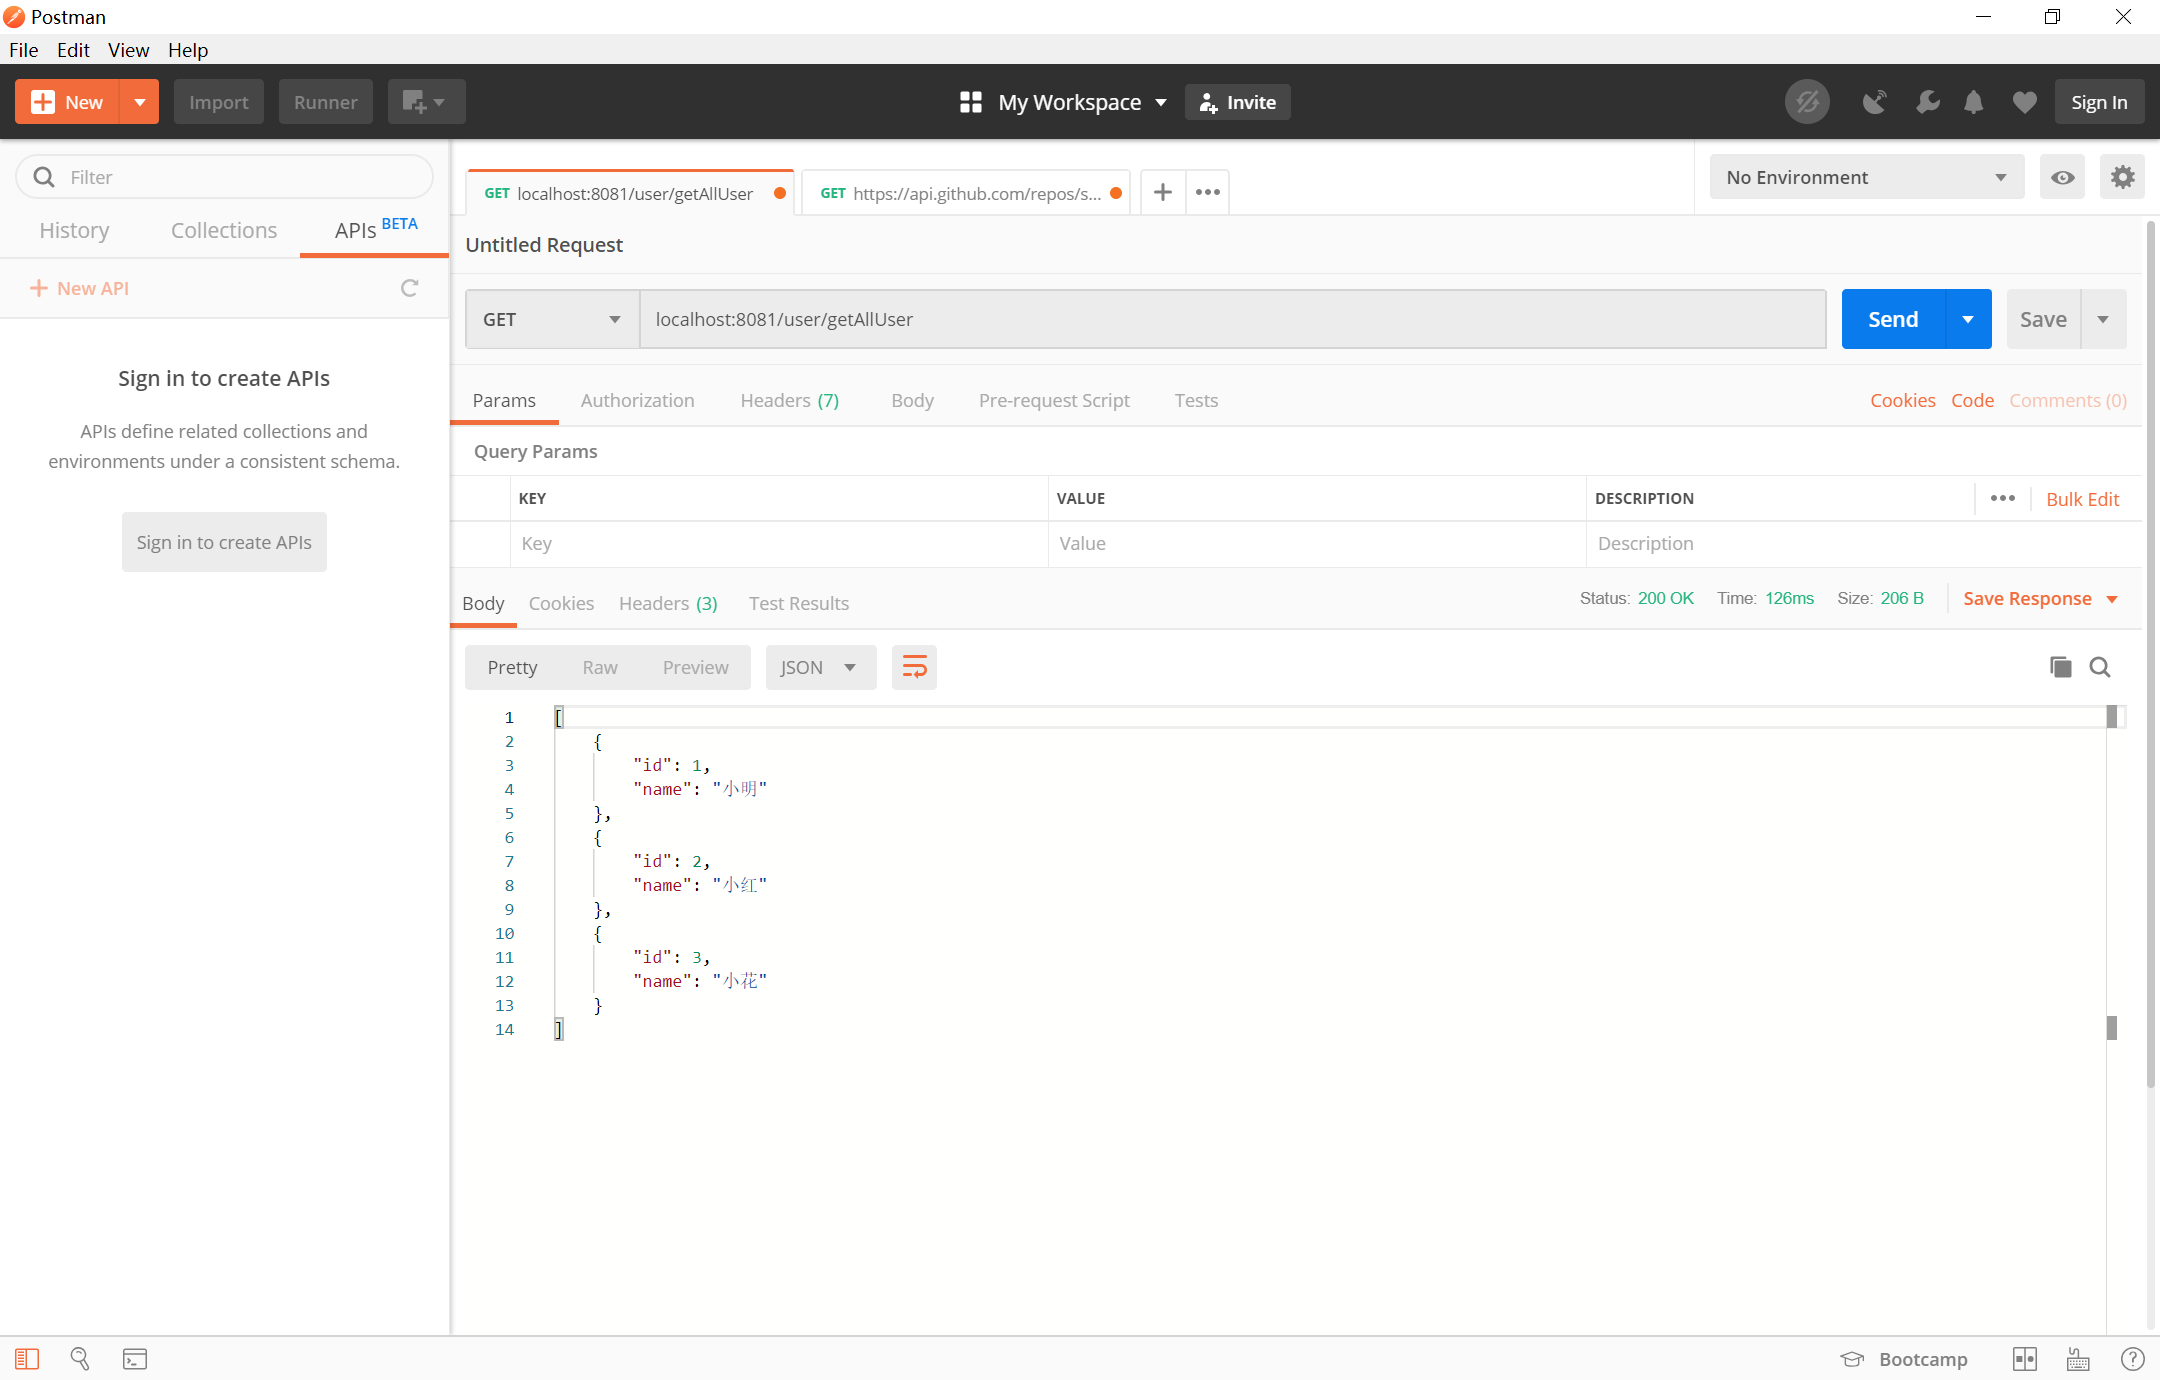 Postman
File Edit View Help
New Import Runner My Workspace Invite Sign In
Filter
History Collections APIs BETA
New API
Sign in to create APIs
APIs define related collections and
environments under a consistent schema.
Sign in to create APIs
GET localhost:8081/user/getAllUser GET https://api.github.com/repos/s... No Environment
Untitled Request
GET localhost:8081/user/getAllUser Send Save
Params Authorization Headers (7) Body Pre-request Script Tests Cookies Code Comments (0)
Query Params
KEY VALUE DESCRIPTION Bulk Edit
Key Value Description
Body Cookies Headers (3) Test Results Status: 200 OK Time: 126ms Size: 206 B Save Response
Pretty Raw Preview JSON
1 [
2 {
3 "id": 1,
4 "name": "小明"
5 },
6 {
7 "id": 2,
8 "name": "小红"
9 },
10 {
11 "id": 3,
12 "name": "小花"
13 }
14 ]
Bootcamp